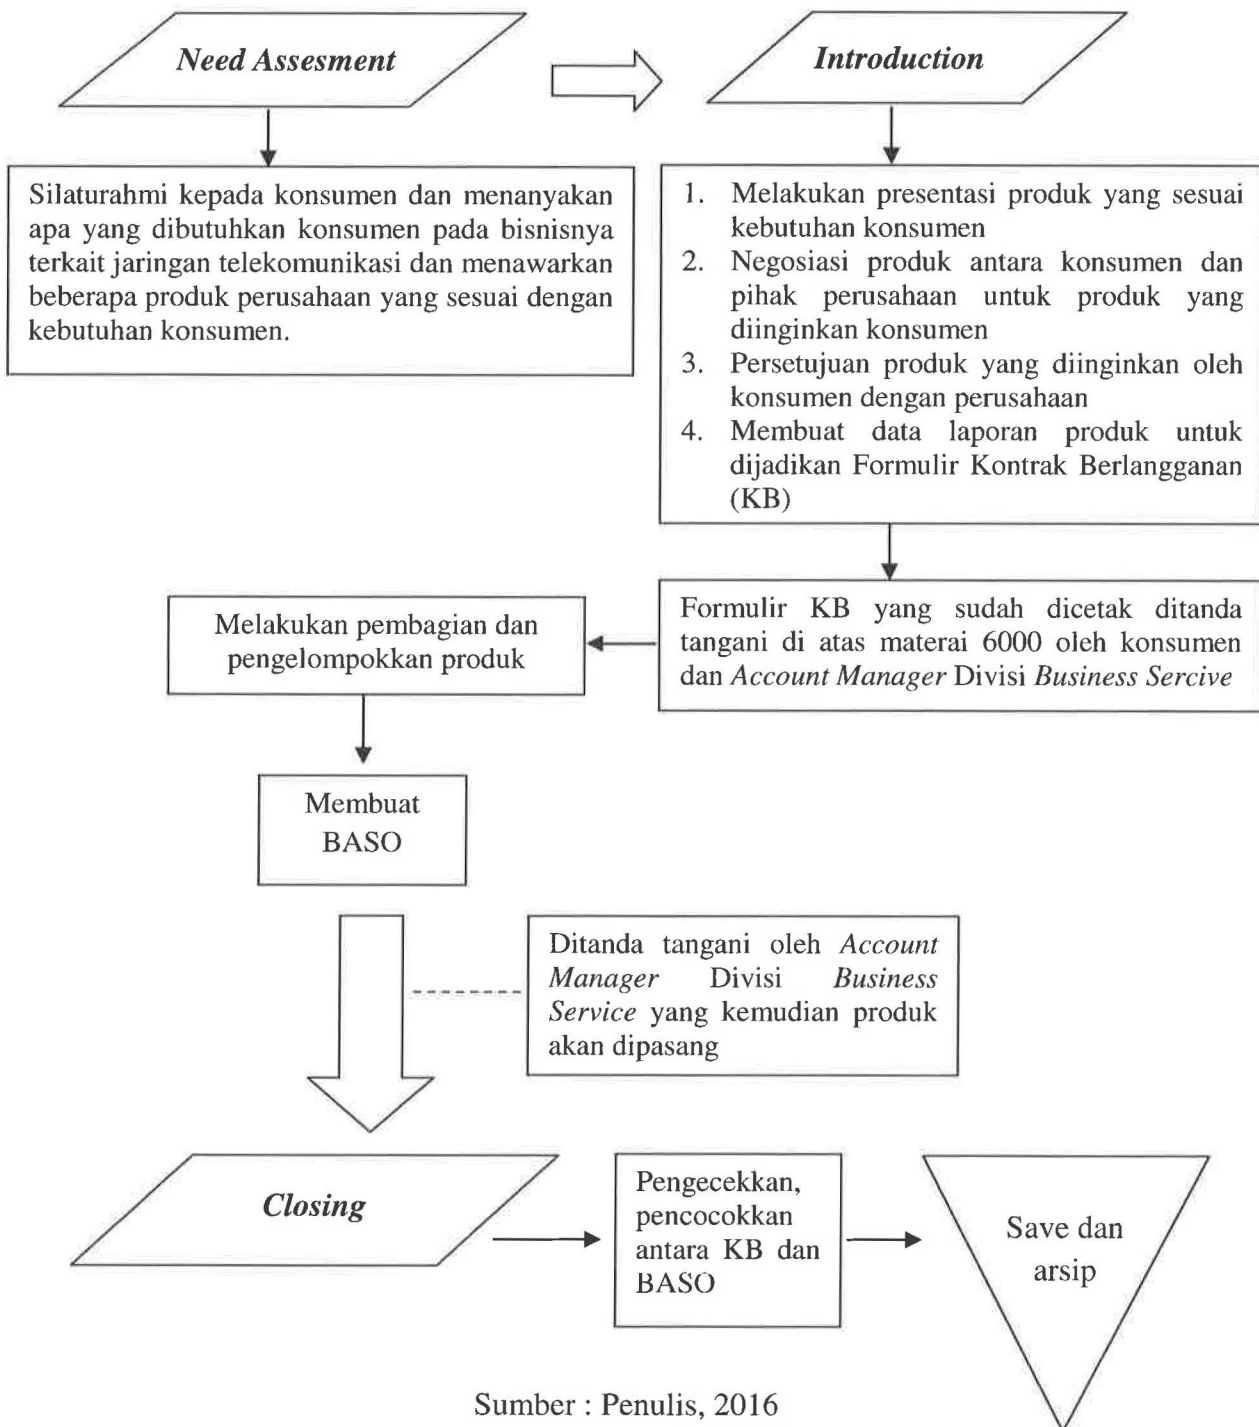 Need Assesment
Introduction
Silaturahmi kepada konsumen dan menanyakan
apa yang dibutuhkan konsumen pada bisnisnya
terkait jaringan telekomunikasi dan menawarkan
beberapa produk perusahaan yang sesuai dengan
kebutuhan konsumen.
1. Melakukan presentasi produk yang sesuai
kebutuhan konsumen
2. Negosiasi produk antara konsumen dan
pihak perusahaan untuk produk yang
diinginkan konsumen
3. Persetujuan produk yang diinginkan oleh
konsumen dengan perusahaan
4. Membuat data laporan produk untuk
dijadikan Formulir Kontrak Berlangganan
(KB)
Formulir KB yang sudah dicetak ditanda
tangani di atas materai 6000 oleh konsumen
dan Account Manager Divisi Business Sercive
Melakukan pembagian dan
pengelompokkan produk
Membuat
BASO
Ditanda tangani oleh Account
Manager Divisi Business
Service yang kemudian produk
akan dipasang
Closing
Pengecekkan,
pencocokkan
antara KB dan
BASO
Save dan
arsip
Sumber : Penulis, 2016